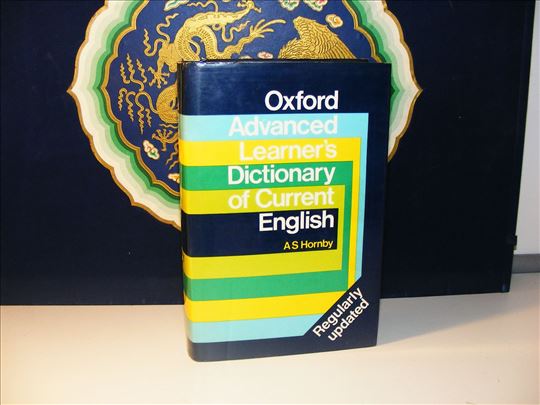 Oxford
Advanced
Learner's
Dictionary
of Current
English
A S Hornby
Regularly
updated